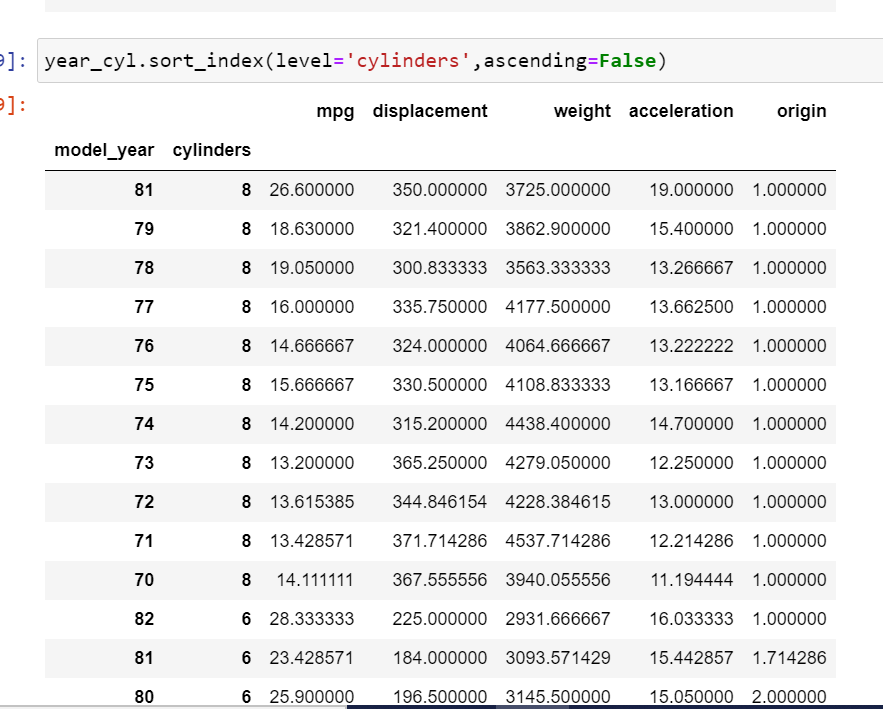 9]: year_cyl.sort_index(level='cylinders',ascending=False)
9]:
mpg displacement weight acceleration origin
model_year cylinders
81 8 26.600000 350.000000 3725.000000 19.000000 1.000000
79 8 18.630000 321.400000 3862.900000 15.400000 1.000000
78 8 19.050000 300.833333 3563.333333 13.266667 1.000000
77 8 16.000000 335.750000 4177.500000 13.662500 1.000000
76 8 14.666667 324.000000 4064.666667 13.222222 1.000000
75 8 15.666667 330.500000 4108.833333 13.166667 1.000000
74 8 14.200000 315.200000 4438.400000 14.700000 1.000000
73 8 13.200000 365.250000 4279.050000 12.250000 1.000000
72 8 13.615385 344.846154 4228.384615 13.000000 1.000000
71 8 13.428571 371.714286 4537.714286 12.214286 1.000000
70 8 14.111111 367.555556 3940.055556 11.194444 1.000000
82 6 28.333333 225.000000 2931.666667 16.033333 1.000000
81 6 23.428571 184.000000 3093.571429 15.442857 1.714286
80 6 25.900000 196.500000 3145.500000 15.050000 2.000000